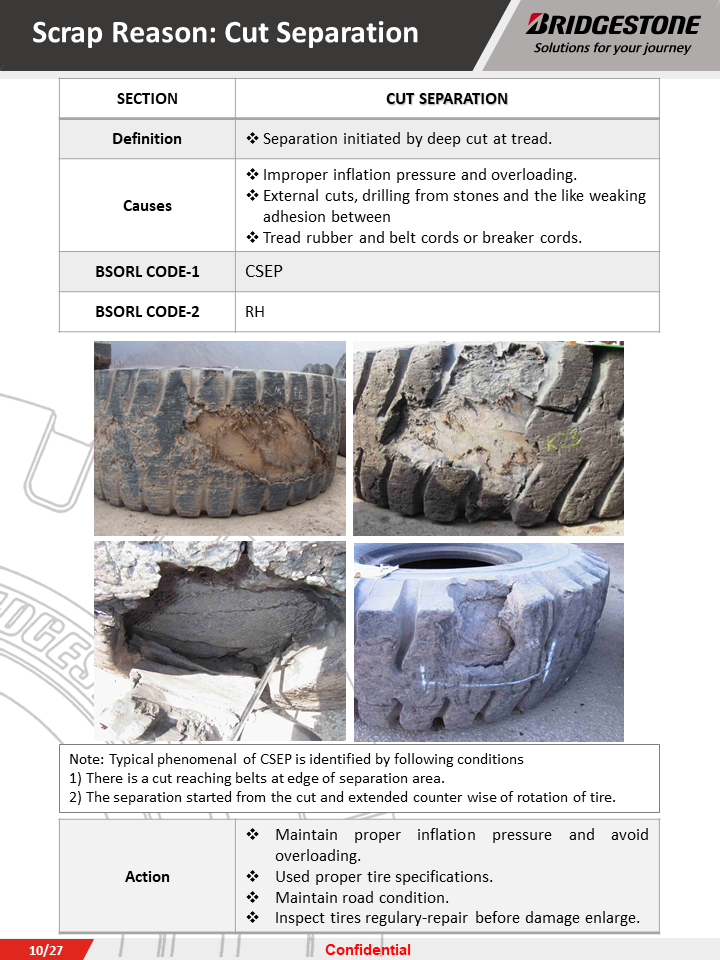 Scrap Reason: Cut Separation
BRIDGESTONE
Solutions for your journey
SECTION
CUT SEPARATION
Definition
❖ Separation initiated by deep cut at tread.
Causes
❖ Improper inflation pressure and overloading.
❖ External cuts, drilling from stones and the like weaking
adhesion between
❖ Tread rubber and belt cords or breaker cords.
BSORL CODE-1
CSEP
BSORL CODE-2
RH
K23
Note: Typical phenomenal of CSEP is identified by following conditions
1) There is a cut reaching belts at edge of separation area.
2) The separation started from the cut and extended counter wise of rotation of tire.
Action
❖ Maintain proper inflation pressure and avoid
overloading.
❖ Used proper tire specifications.
❖ Maintain road condition.
❖ Inspect tires regulary-repair before damage enlarge.
10/27
Confidential